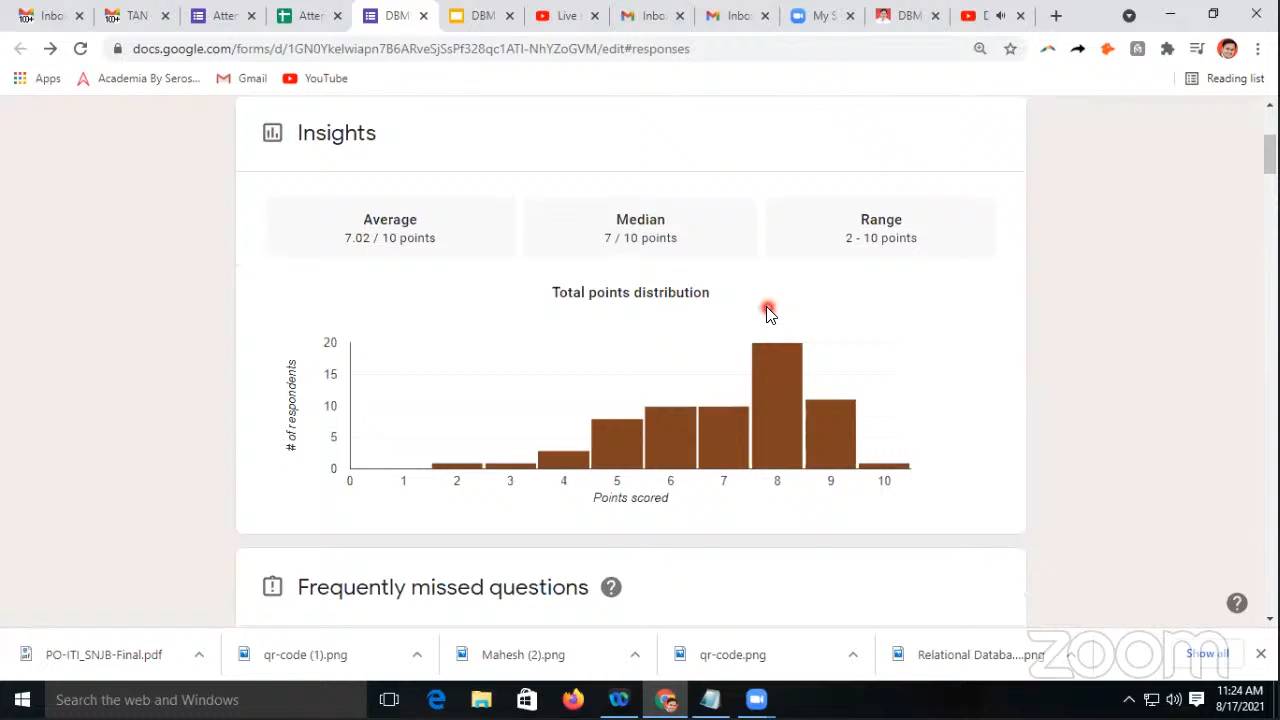 Inbo
TAN
Atter
Atter
DBM
DBM
Live
Inbo
Inbo
My S
DBM
docs.google.com/forms/d/1GN0Ykelwiapn7B6ARveSjSsPf328qc1ATI-NhYZoGVM/edit#responses
Apps
Academia By Seros...
Gmail
YouTube
Reading list
Insights
Average
7.02 / 10 points
Median
7 / 10 points
Range
2 - 10 points
Total points distribution
# of respondents
20
15
10
5
0
0 1 2 3 4 5 6 7 8 9 10
Points scored
Frequently missed questions
PO-ITI_SNJB-Final.pdf
qr-code (1).png
Mahesh (2).png
qr-code.png
Relational Databa....png
Show all
zoom
Search the web and Windows
11:24 AM
8/17/2021